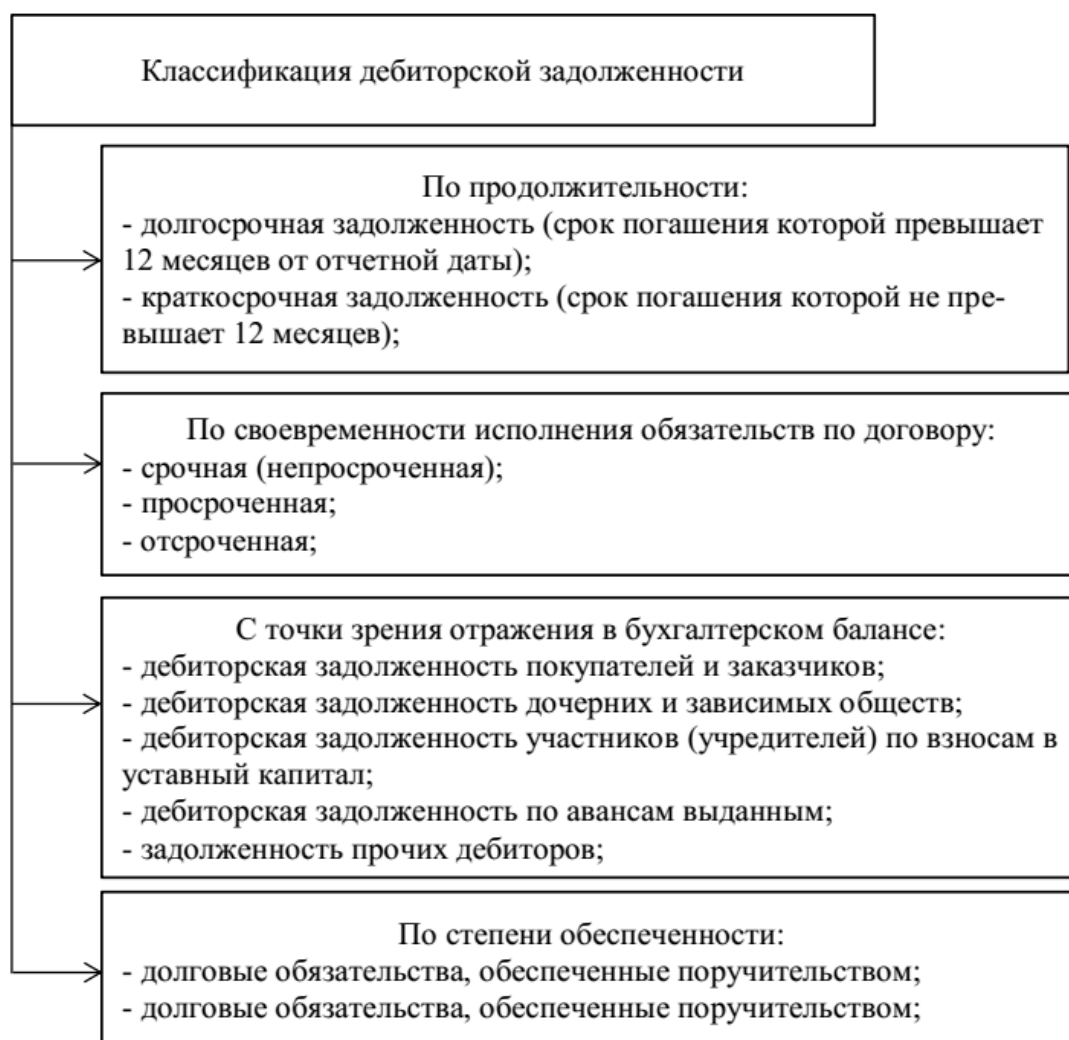 Классификация дебиторской задолженности
По продолжительности:
- долгосрочная задолженность (срок погашения которой превышает
12 месяцев от отчетной даты);
- краткосрочная задолженность (срок погашения которой не пре-
вышает 12 месяцев);
По своевременности исполнения обязательств по договору:
- срочная (непросроченная);
- просроченная;
- отсроченная;
С точки зрения отражения в бухгалтерском балансе:
- дебиторская задолженность покупателей и заказчиков;
- дебиторская задолженность дочерних и зависимых обществ;
- дебиторская задолженность участников (учредителей) по взносам в
уставный капитал;
- дебиторская задолженность по авансам выданным;
- задолженность прочих дебиторов;
По степени обеспеченности:
- долговые обязательства, обеспеченные поручительством;
- долговые обязательства, обеспеченные поручительством;